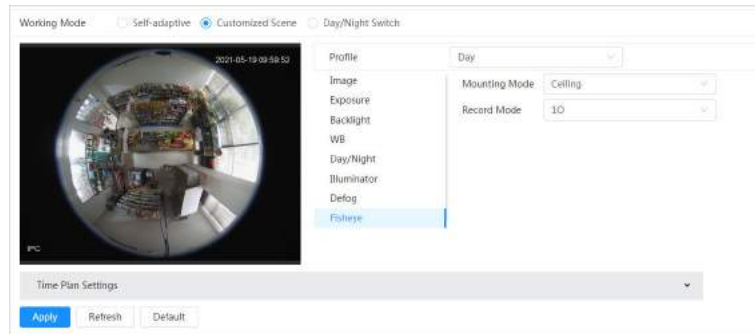 Working Mode Self-adaptive Customized Scene Day/Night Switch
2021-05-19 09:59:52
Profile Day
Image
Mounting Mode Ceiling
Exposure
Record Mode 1O
Backlight
WB
Day/Night
Illuminator
Defog
Fisheye
IPC
Time Plan Settings
Apply Refresh Default